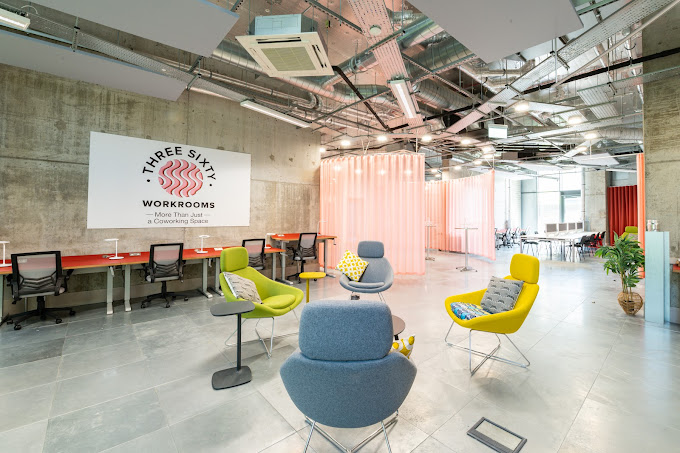 THREE SIXTY
WORKROOMS
— More Than Just —
a Coworking Space